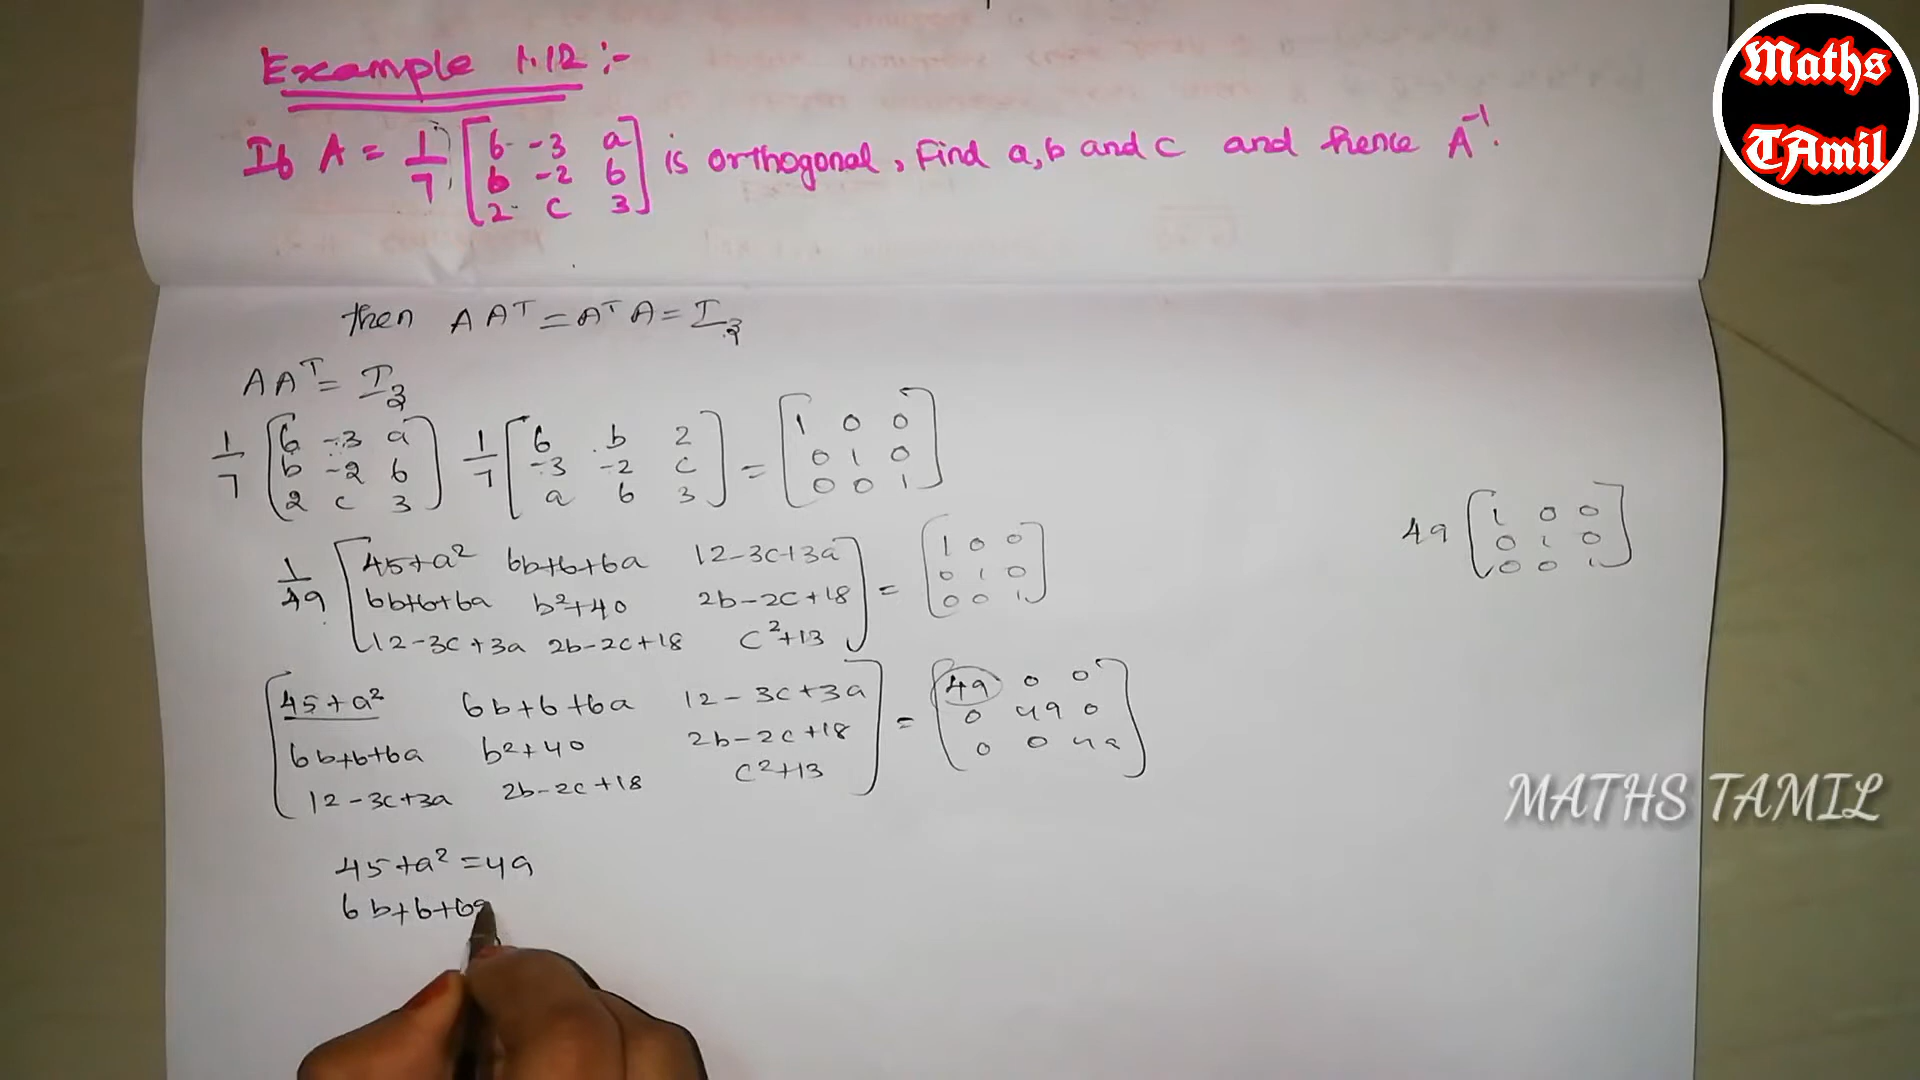 Example 1.12 :-
If A = 1/7 [6 -3 a
b -2 6
2 c 3] is orthogonal, Find a, b and c and hence A⁻¹.
Maths
TAmil
then AAᵀ = AᵀA = I₃
AAᵀ = I₃
1/7 [6 -3 a
b -2 6
2 c 3] 1/7 [6 b 2
-3 -2 c
a 6 3] = [1 0 0
0 1 0
0 0 1]
49 [1 0 0
0 1 0
0 0 1]
1/49 [45+a² 6b+6+6a 12-3c+3a
6b+6+6a b²+40 2b-2c+18
12-3c+3a 2b-2c+18 c²+13] = [1 0 0
0 1 0
0 0 1]
[45+a² 6b+6+6a 12-3c+3a
6b+6+6a b²+40 2b-2c+18
12-3c+3a 2b-2c+18 c²+13] = [49 0 0
0 49 0
0 0 49]
MATHS TAMIL
45+a² = 49
6b+6+6a